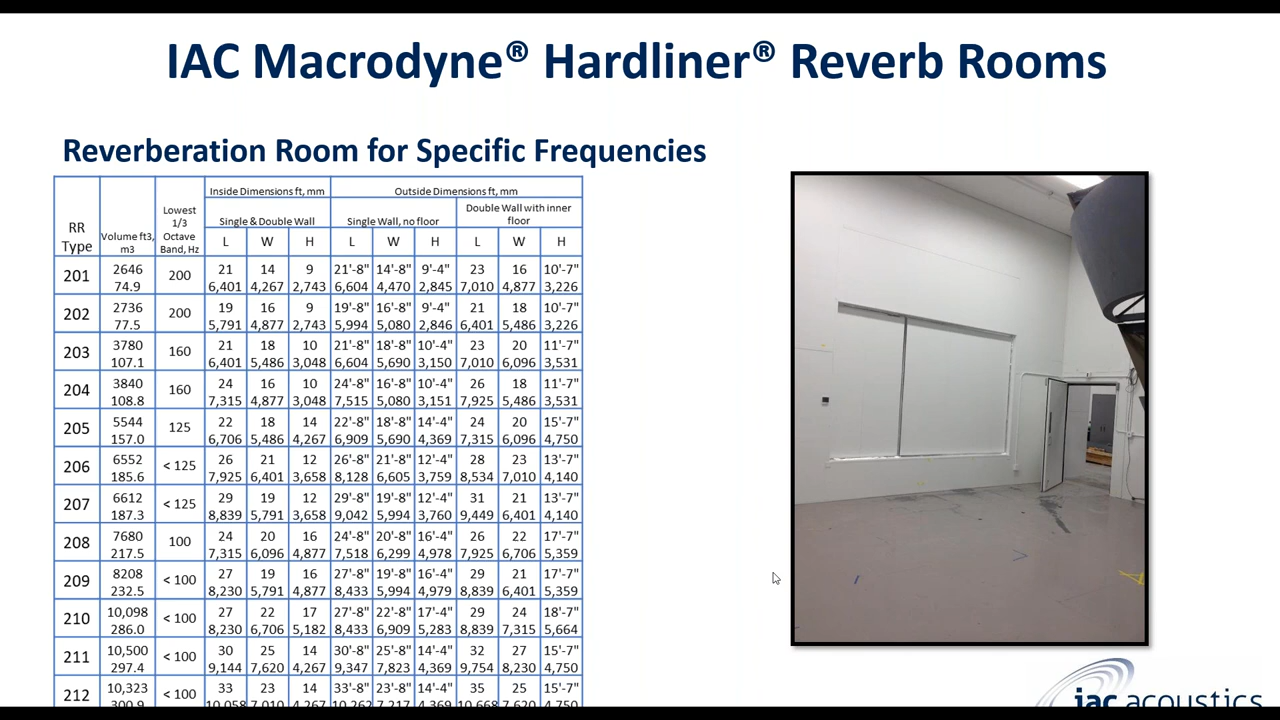 IAC Macrodyne® Hardliner® Reverb Rooms
Reverberation Room for Specific Frequencies
RR Type Volume ft3, m3 Lowest 1/3 Octave Band, Hz Inside Dimensions ft, mm Outside Dimensions ft, mm
Single & Double Wall Single Wall, no floor Double Wall with inner floor
L W H L W H L W H
201 2646 200 21 14 9 21'-8" 14'-8" 9'-4" 23 16 10'-7"
74.9 6,401 4,267 2,743 6,604 4,470 2,845 7,010 4,877 3,226
202 2736 200 19 16 9 19'-8" 16'-8" 9'-4" 21 18 10'-7"
77.5 5,791 4,877 2,743 5,994 5,080 2,846 6,401 5,486 3,226
203 3780 160 21 18 10 21'-8" 18'-8" 10'-4" 23 20 11'-7"
107.1 6,401 5,486 3,048 6,604 5,690 3,150 7,010 6,096 3,531
204 3840 160 24 16 10 24'-8" 16'-8" 10'-4" 26 18 11'-7"
108.8 7,315 4,877 3,048 7,515 5,080 3,151 7,925 5,486 3,531
205 5544 125 22 18 14 22'-8" 18'-8" 14'-4" 24 20 15'-7"
157.0 6,706 5,486 4,267 6,909 5,690 4,369 7,315 6,096 4,750
206 6552 < 125 26 21 12 26'-8" 21'-8" 12'-4" 28 23 13'-7"
185.6 7,925 6,401 3,658 8,128 6,605 3,759 8,534 7,010 4,140
207 6612 < 125 29 19 12 29'-8" 19'-8" 12'-4" 31 21 13'-7"
187.3 8,839 5,791 3,658 9,042 5,994 3,760 9,449 6,401 4,140
208 7680 100 24 20 16 24'-8" 20'-8" 16'-4" 26 22 17'-7"
217.5 7,315 6,096 4,877 7,518 6,299 4,978 7,925 6,706 5,359
209 8208 < 100 27 19 16 27'-8" 19'-8" 16'-4" 29 21 17'-7"
232.5 8,230 5,791 4,877 8,433 5,994 4,979 8,839 6,401 5,359
210 10,098 < 100 27 22 17 27'-8" 22'-8" 17'-4" 29 24 18'-7"
286.0 8,230 6,706 5,182 8,433 6,909 5,283 8,839 7,315 5,664
211 10,500 < 100 30 25 14 30'-8" 25'-8" 14'-4" 32 27 15'-7"
297.4 9,144 7,620 4,267 9,347 7,823 4,369 9,754 8,230 4,750
212 10,323 < 100 33 23 14 33'-8" 23'-8" 14'-4" 35 25 15'-7"
300.9 10,058 7,010 4,267 10,262 7,217 4,369 10,668 7,620 4,750
iac acoustics